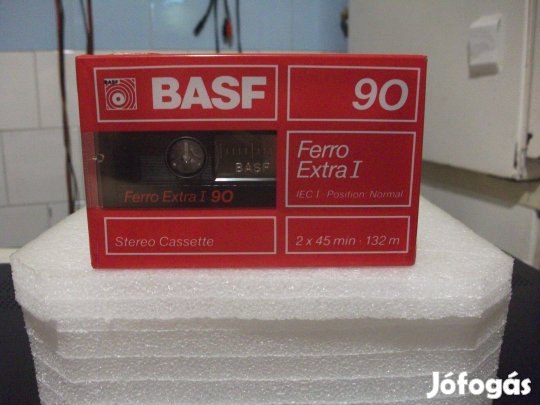 BASF
BASF
90
BASF
Ferro Extra I 90
Ferro
Extra I
IEC I · Position: Normal
Stereo Cassette
2 x 45 min · 132 m
Jófogás